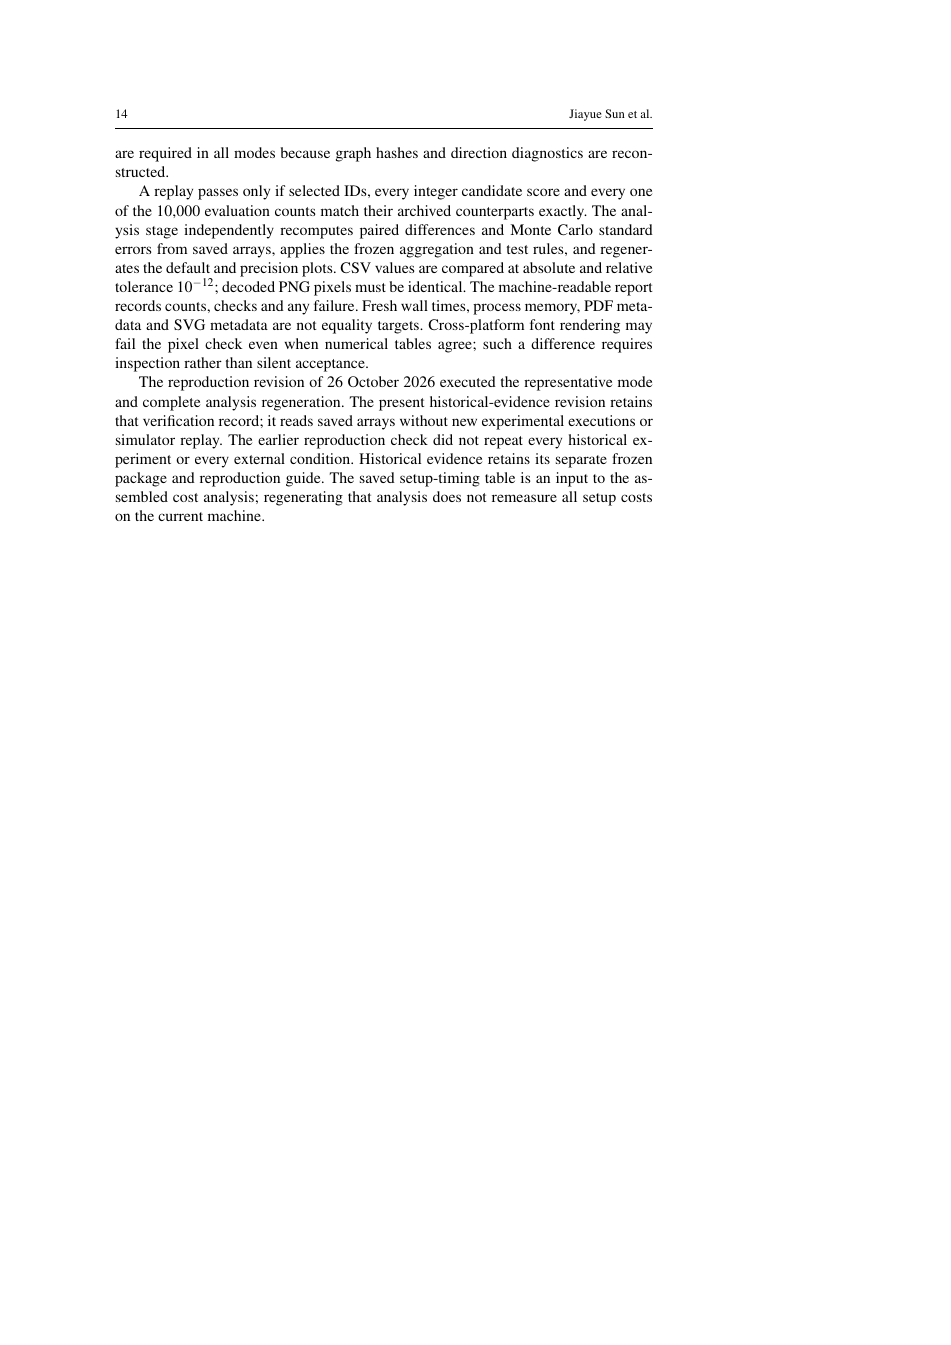 14 Jiayue Sun et al.
are required in all modes because graph hashes and direction diagnostics are recon-
structed.
A replay passes only if selected IDs, every integer candidate score and every one
of the 10,000 evaluation counts match their archived counterparts exactly. The anal-
ysis stage independently recomputes paired differences and Monte Carlo standard
errors from saved arrays, applies the frozen aggregation and test rules, and regener-
ates the default and precision plots. CSV values are compared at absolute and relative
tolerance 10⁻¹²; decoded PNG pixels must be identical. The machine-readable report
records counts, checks and any failure. Fresh wall times, process memory, PDF meta-
data and SVG metadata are not equality targets. Cross-platform font rendering may
fail the pixel check even when numerical tables agree; such a difference requires
inspection rather than silent acceptance.
The reproduction revision of 26 October 2026 executed the representative mode
and complete analysis regeneration. The present historical-evidence revision retains
that verification record; it reads saved arrays without new experimental executions or
simulator replay. The earlier reproduction check did not repeat every historical ex-
periment or every external condition. Historical evidence retains its separate frozen
package and reproduction guide. The saved setup-timing table is an input to the as-
sembled cost analysis; regenerating that analysis does not remeasure all setup costs
on the current machine.